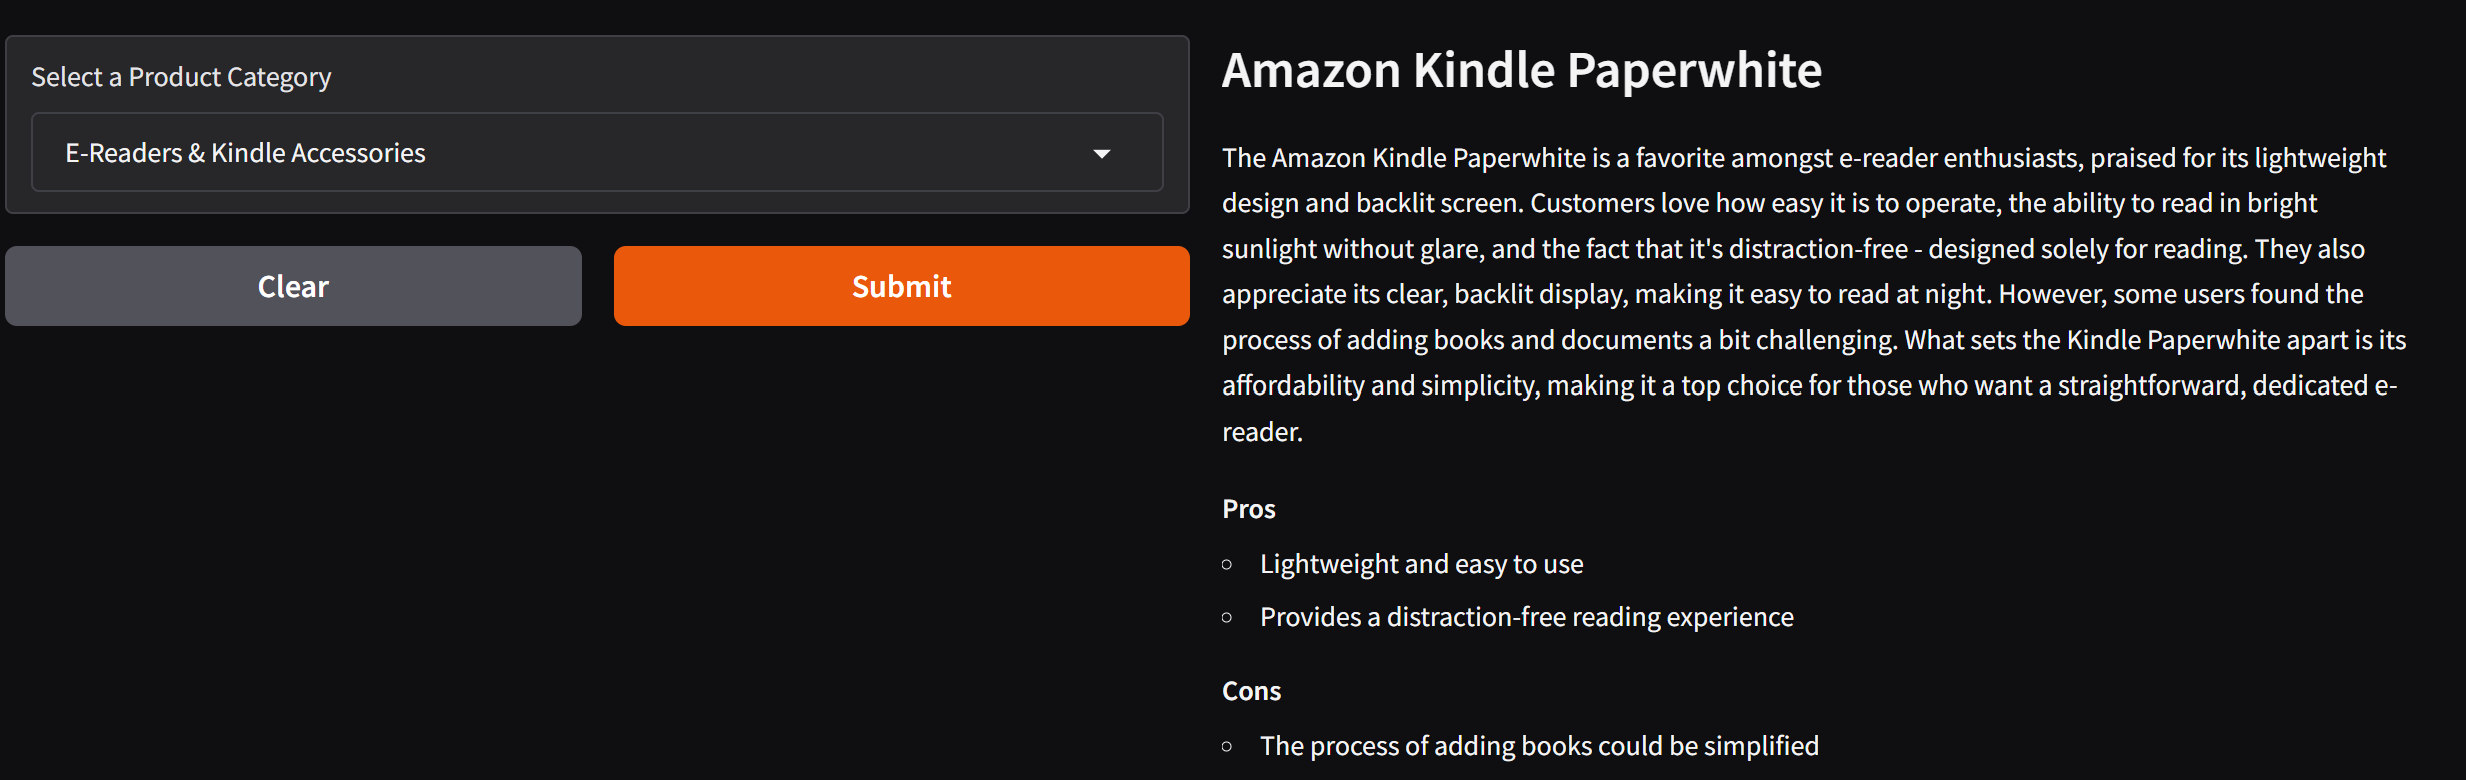 Select a Product Category
E-Readers & Kindle Accessories
Clear
Submit
Amazon Kindle Paperwhite
The Amazon Kindle Paperwhite is a favorite amongst e-reader enthusiasts, praised for its lightweight
design and backlit screen. Customers love how easy it is to operate, the ability to read in bright
sunlight without glare, and the fact that it's distraction-free - designed solely for reading. They also
appreciate its clear, backlit display, making it easy to read at night. However, some users found the
process of adding books and documents a bit challenging. What sets the Kindle Paperwhite apart is its
affordability and simplicity, making it a top choice for those who want a straightforward, dedicated e-
reader.
Pros
Lightweight and easy to use
Provides a distraction-free reading experience
Cons
The process of adding books could be simplified